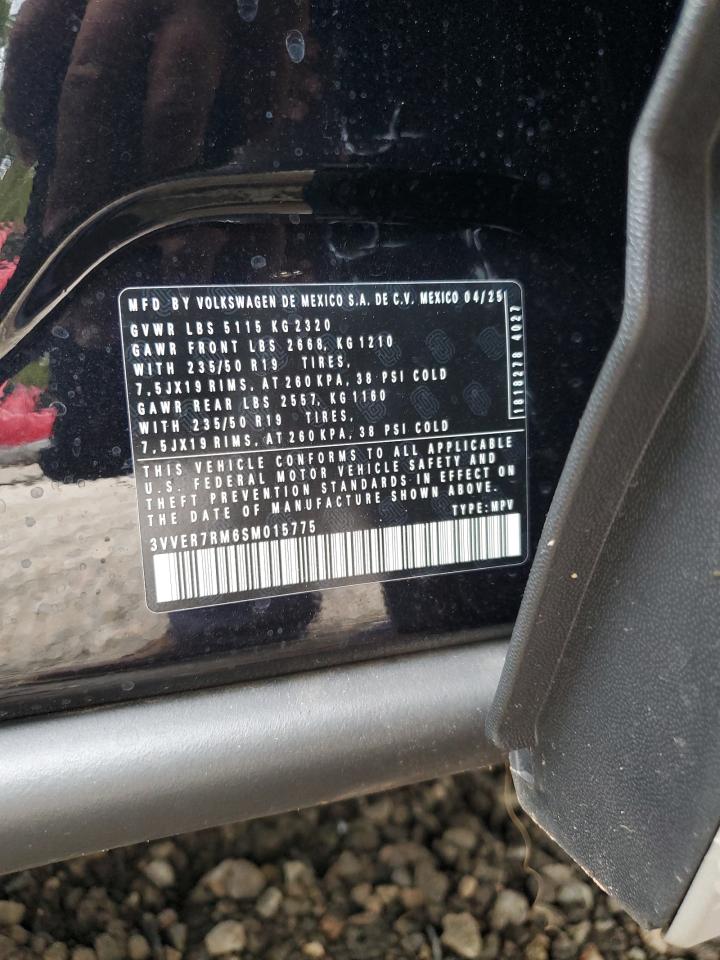 MFD BY VOLKSWAGEN DE MEXICO S.A. DE C.V. MEXICO 04/25
GVWR LBS 5115 KG 2320
GAWR FRONT LBS 2668, KG 1210
WITH 235/50 R19 TIRES,
7,5JX19 RIMS, AT 260 KPA, 38 PSI COLD
GAWR REAR LBS 2557, KG 1160
WITH 235/50 R19 TIRES,
7,5JX19 RIMS, AT 260 KPA, 38 PSI COLD
1018278 4027
THIS VEHICLE CONFORMS TO ALL APPLICABLE
U.S. FEDERAL MOTOR VEHICLE SAFETY AND
THEFT PREVENTION STANDARDS IN EFFECT ON
THE DATE OF MANUFACTURE SHOWN ABOVE.
TYPE: MPV
3VVER7RM6SM015775